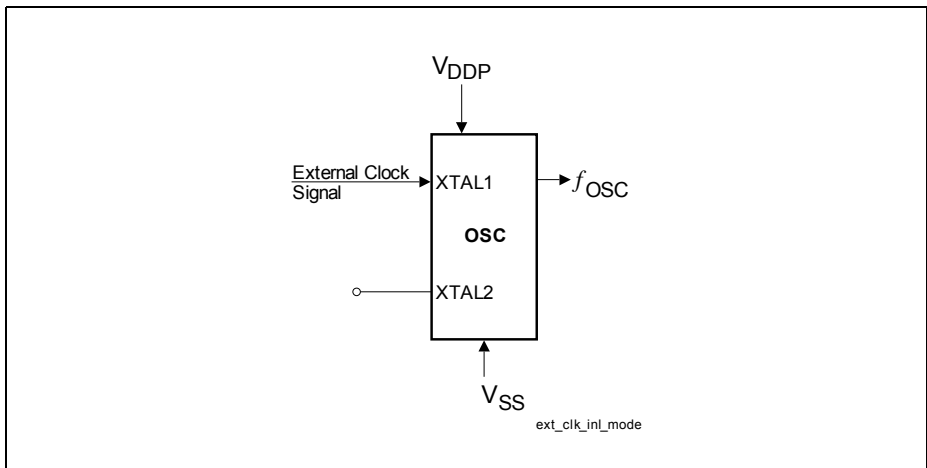 VDDP
External Clock
Signal
XTAL1
fOSC
OSC
XTAL2
VSS
ext_clk_inl_mode